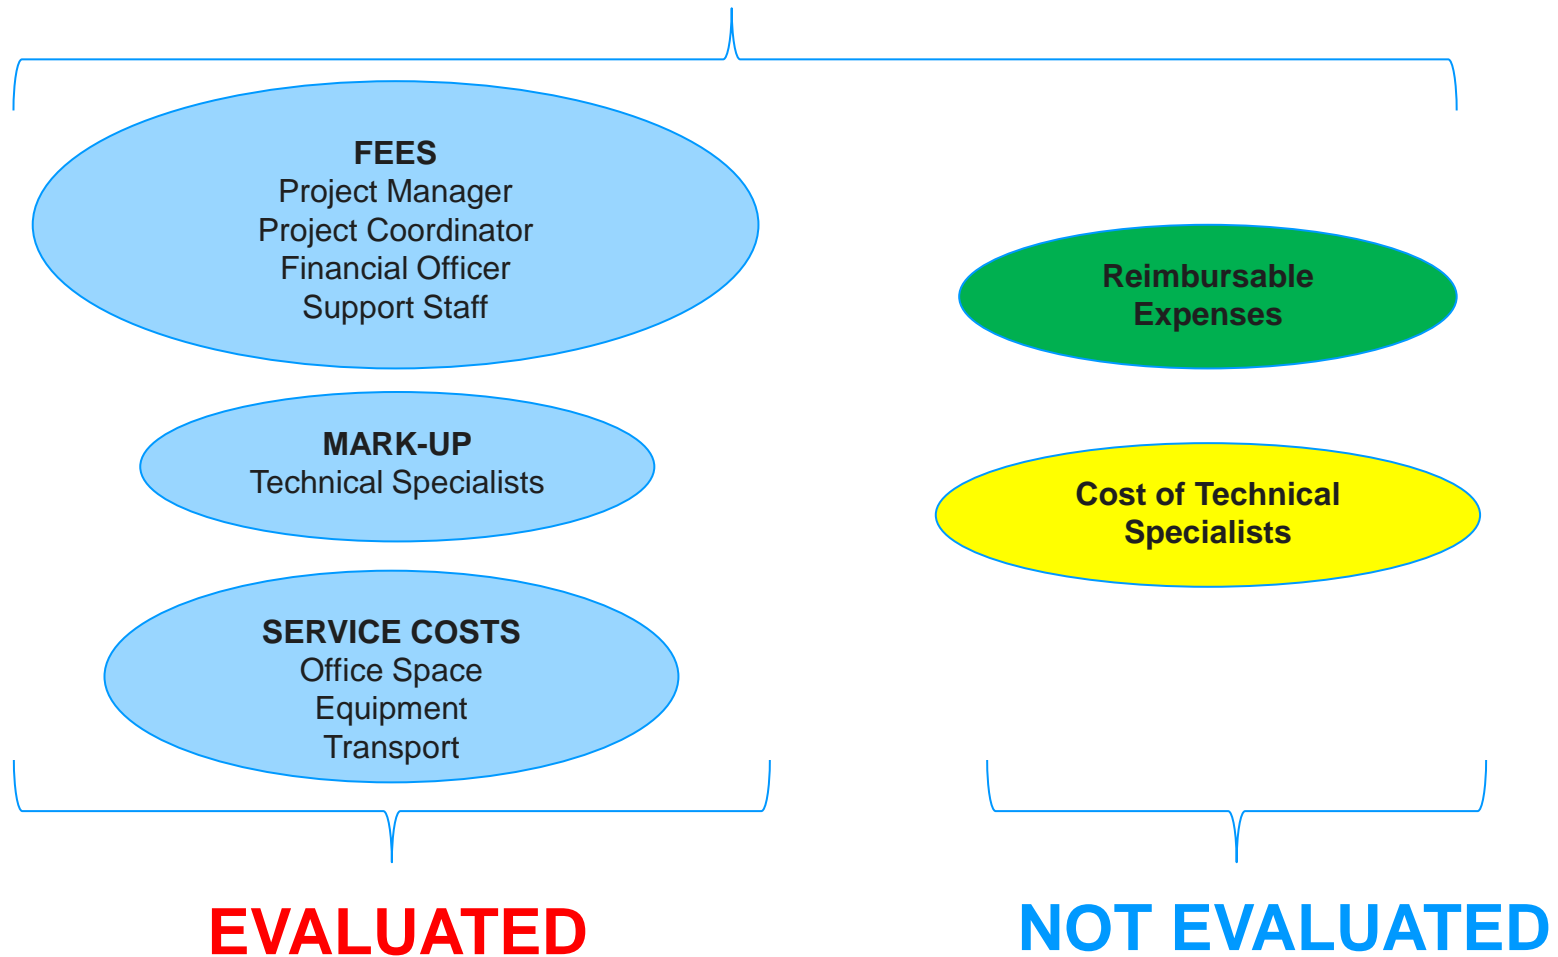 FEES
Project Manager
Project Coordinator
Financial Officer
Support Staff
MARK-UP
Technical Specialists
SERVICE COSTS
Office Space
Equipment
Transport
EVALUATED
Reimbursable
Expenses
Cost of Technical
Specialists
NOT EVALUATED